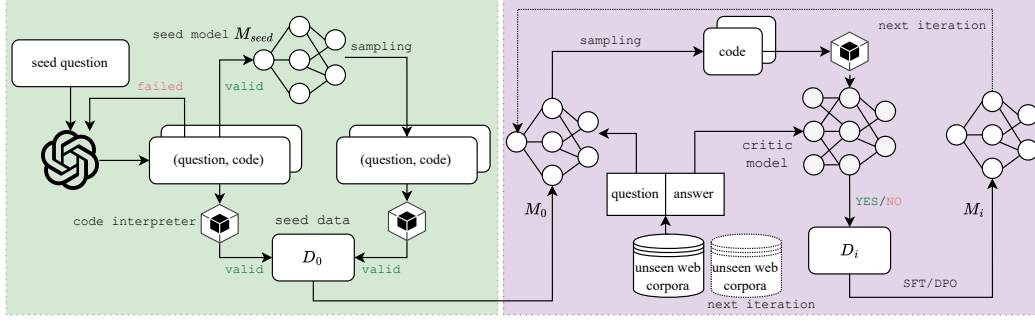 seed question
failed
seed model M_seed
valid
sampling
(question, code)
(question, code)
code interpreter
seed data
valid
D_0
valid
sampling
code
next iteration
critic
model
question
answer
M_0
YES/NO
M_i
unseen web
corpora
unseen web
corpora
next iteration
D_i
SFT/DPO